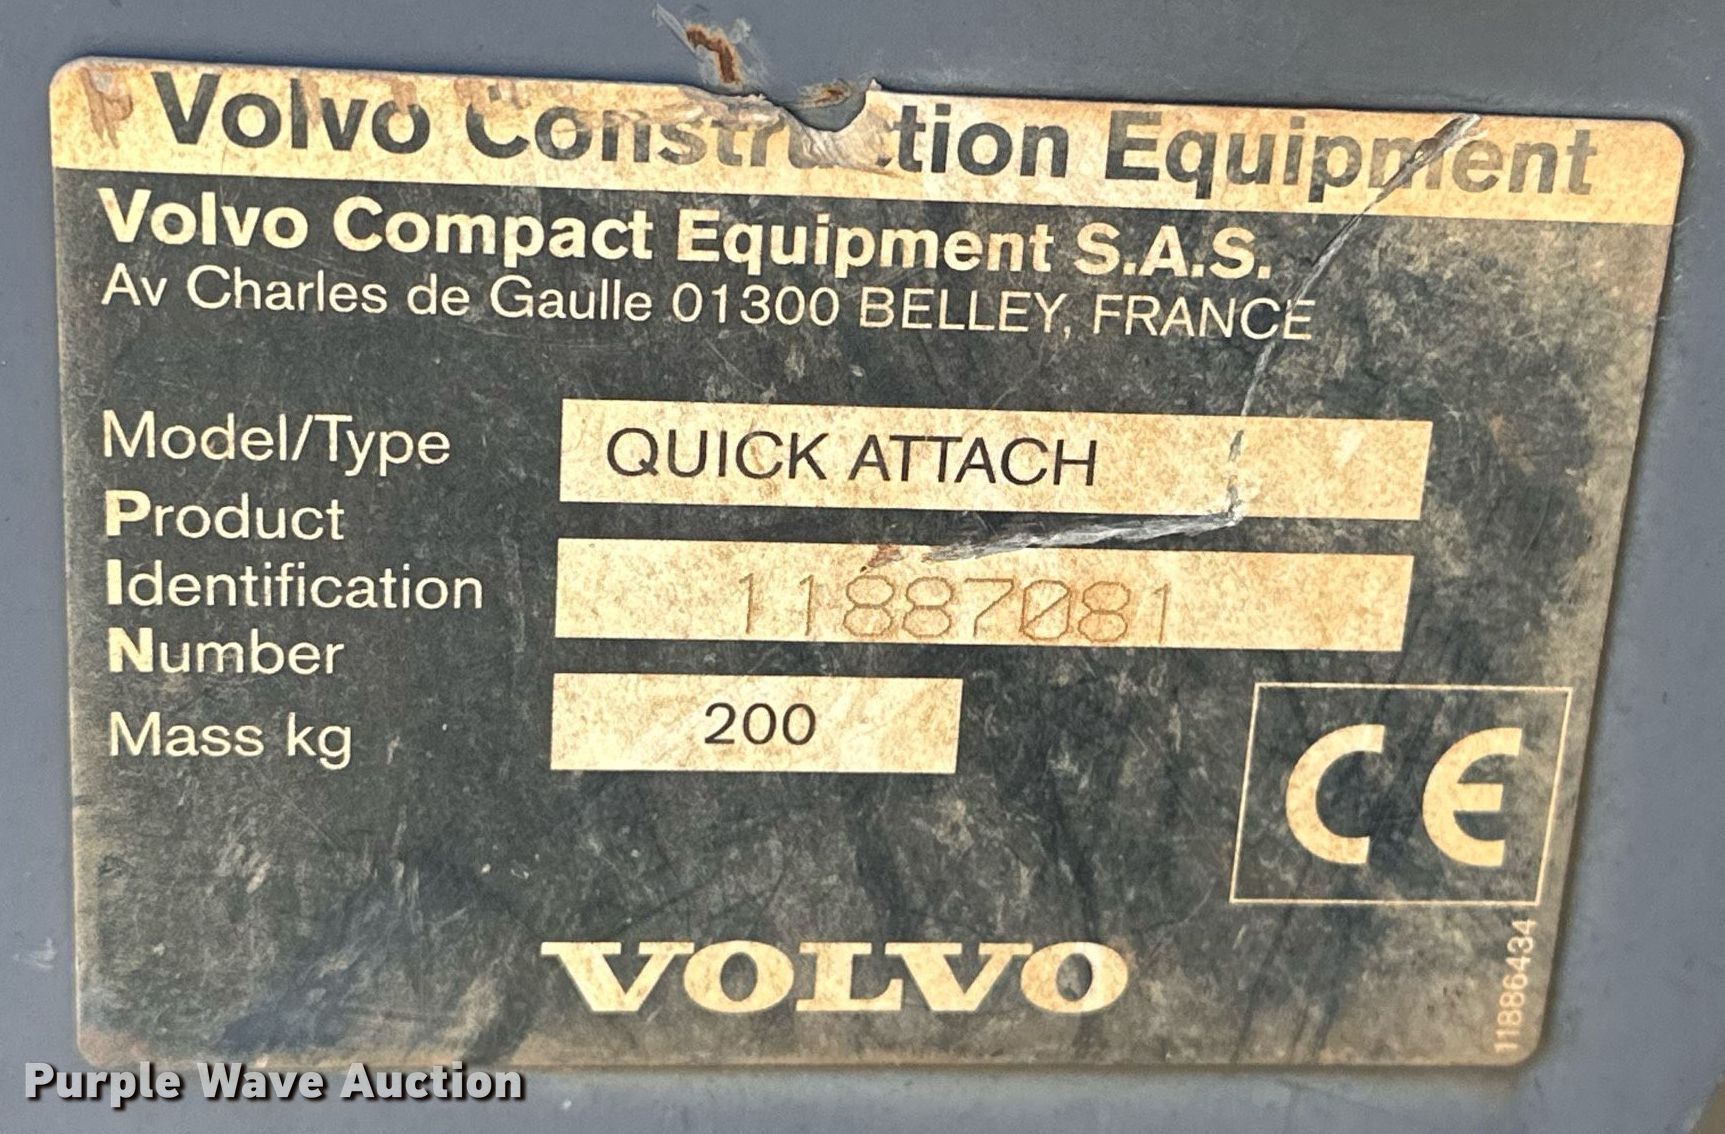 Volvo Construction Equipment
Volvo Compact Equipment S.A.S.
Av Charles de Gaulle 01300 BELLEY, FRANCE
Model/Type QUICK ATTACH
Product
Identification 11887081
Number
Mass kg 200
CE
VOLVO
11886434
Purple Wave Auction